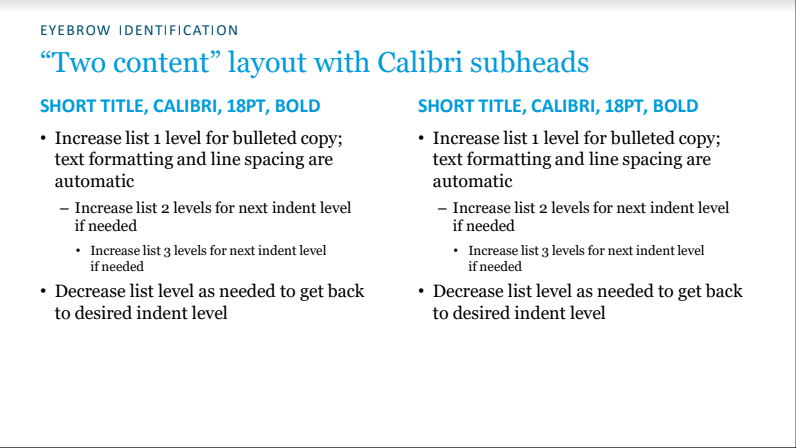 EYEBROW IDENTIFICATION
“Two content” layout with Calibri subheads
SHORT TITLE, CALIBRI, 18PT, BOLD
• Increase list 1 level for bulleted copy;
text formatting and line spacing are
automatic
– Increase list 2 levels for next indent level
if needed
• Increase list 3 levels for next indent level
if needed
• Decrease list level as needed to get back
to desired indent level
SHORT TITLE, CALIBRI, 18PT, BOLD
• Increase list 1 level for bulleted copy;
text formatting and line spacing are
automatic
– Increase list 2 levels for next indent level
if needed
• Increase list 3 levels for next indent level
if needed
• Decrease list level as needed to get back
to desired indent level